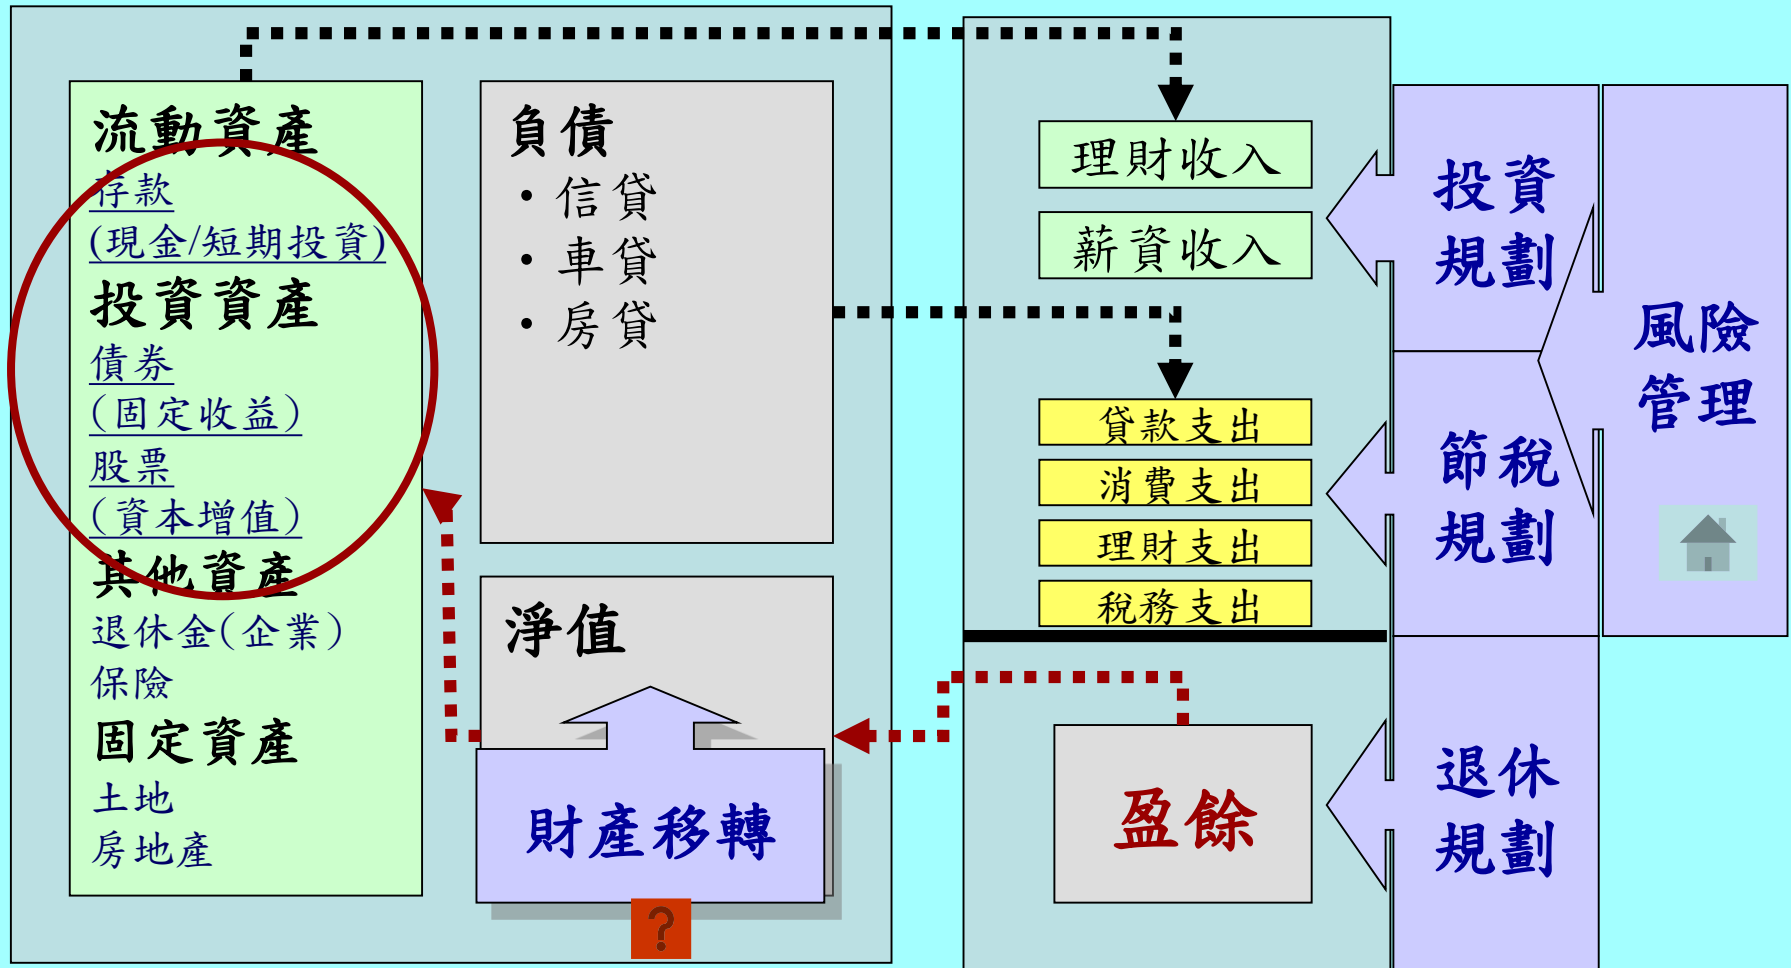 流動資產
存款
(現金/短期投資)
投資資產
債券
(固定收益)
股票
(資本增值)
其他資產
退休金(企業)
保險
固定資產
土地
房地產
負債
・信貸
・車貸
・房貸
淨值
財產移轉
?
理財收入
薪資收入
貸款支出
消費支出
理財支出
稅務支出
盈餘
投資
規劃
節稅
規劃
退休
規劃
風險
管理